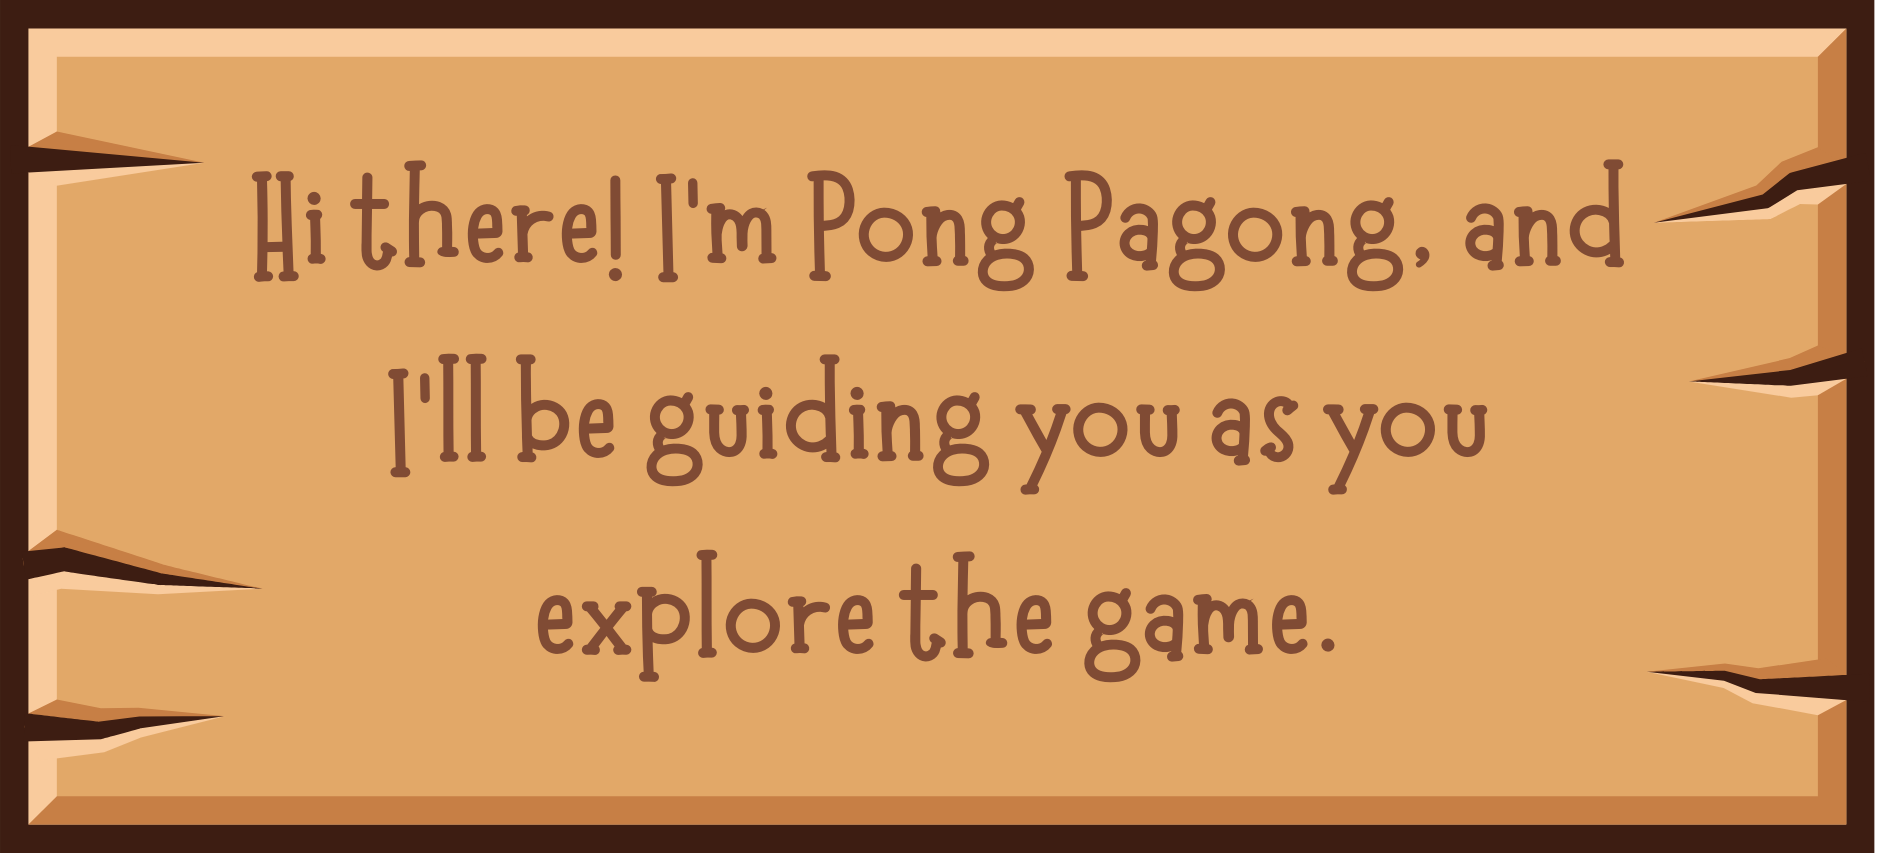 Hi there! I'm Pong Pagong, and
I'll be guiding you as you
explore the game.